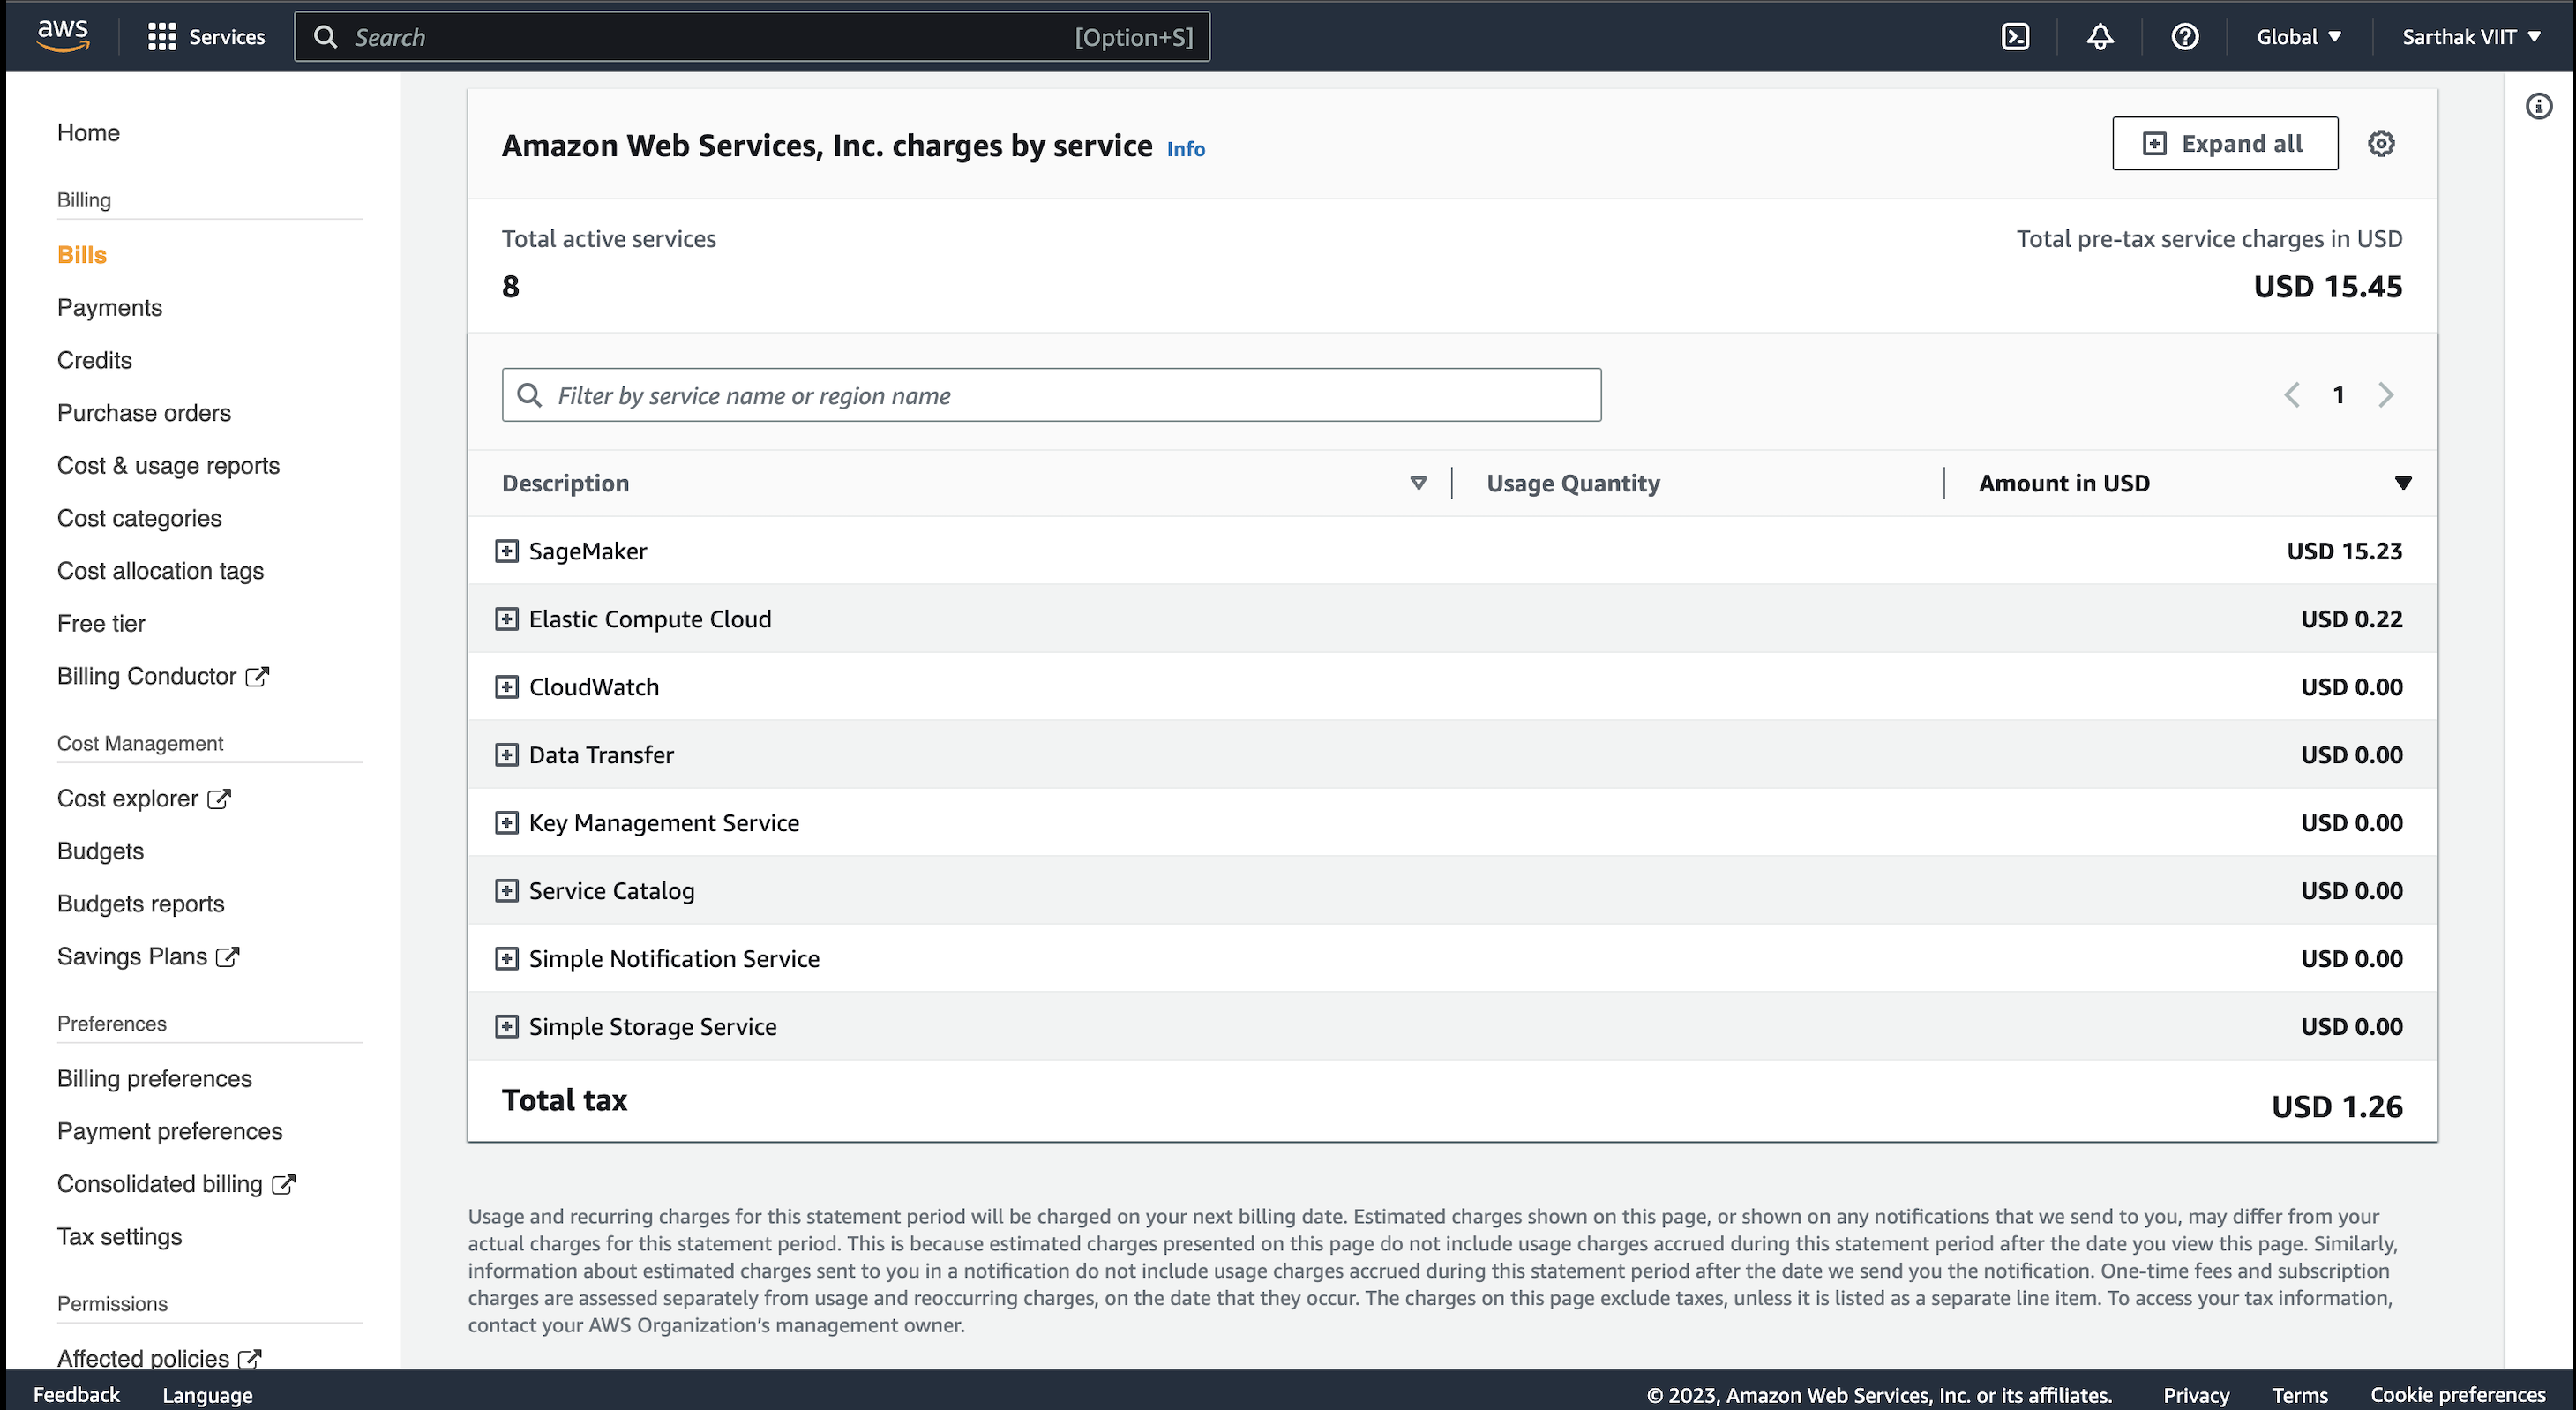 aws
Services
Search [Option+S]
Global
Sarthak VIIT
Home
Billing
Bills
Payments
Credits
Purchase orders
Cost & usage reports
Cost categories
Cost allocation tags
Free tier
Billing Conductor
Cost Management
Cost explorer
Budgets
Budgets reports
Savings Plans
Preferences
Billing preferences
Payment preferences
Consolidated billing
Tax settings
Permissions
Affected policies
Amazon Web Services, Inc. charges by service Info
Expand all
Total active services
8
Total pre-tax service charges in USD
USD 15.45
Filter by service name or region name
1
Description Usage Quantity Amount in USD
SageMaker USD 15.23
Elastic Compute Cloud USD 0.22
CloudWatch USD 0.00
Data Transfer USD 0.00
Key Management Service USD 0.00
Service Catalog USD 0.00
Simple Notification Service USD 0.00
Simple Storage Service USD 0.00
Total tax USD 1.26
Usage and recurring charges for this statement period will be charged on your next billing date. Estimated charges shown on this page, or shown on any notifications that we send to you, may differ from your
actual charges for this statement period. This is because estimated charges presented on this page do not include usage charges accrued during this statement period after the date you view this page. Similarly,
information about estimated charges sent to you in a notification do not include usage charges accrued during this statement period after the date we send you the notification. One-time fees and subscription
charges are assessed separately from usage and reoccurring charges, on the date that they occur. The charges on this page exclude taxes, unless it is listed as a separate line item. To access your tax information,
contact your AWS Organization's management owner.
Feedback Language
© 2023, Amazon Web Services, Inc. or its affiliates. Privacy Terms Cookie preferences